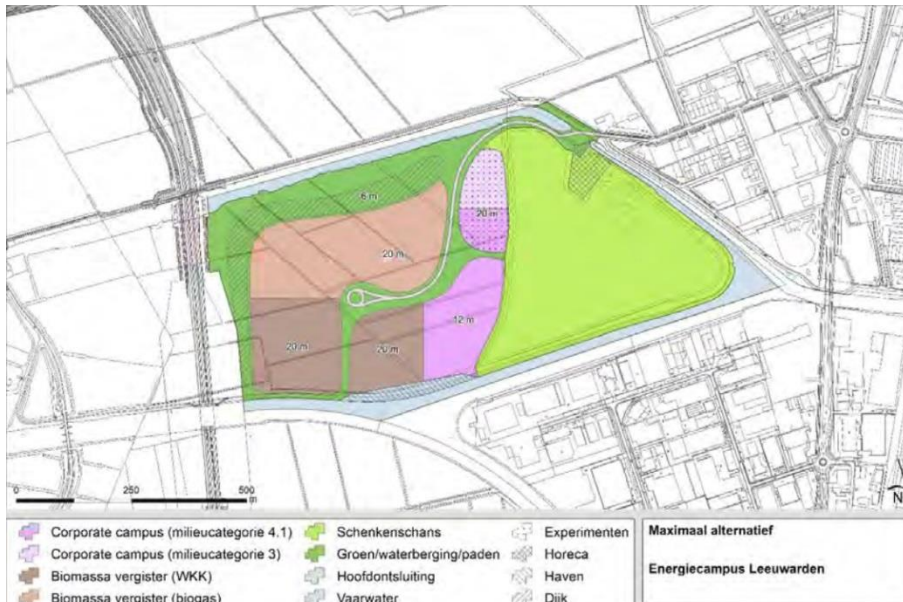 6 m
20 m
20 m
20 m
20 m
12 m
0 250 500
m
N
Corporate campus (milieucategorie 4.1)
Corporate campus (milieucategorie 3)
Biomassa vergister (WKK)
Biomassa vergister (biogas)
Schenkenschans
Groen/waterberging/paden
Hoofdontsluiting
Vaarwater
Experimenten
Horeca
Haven
Dijk
Maximaal alternatief
Energiecampus Leeuwarden